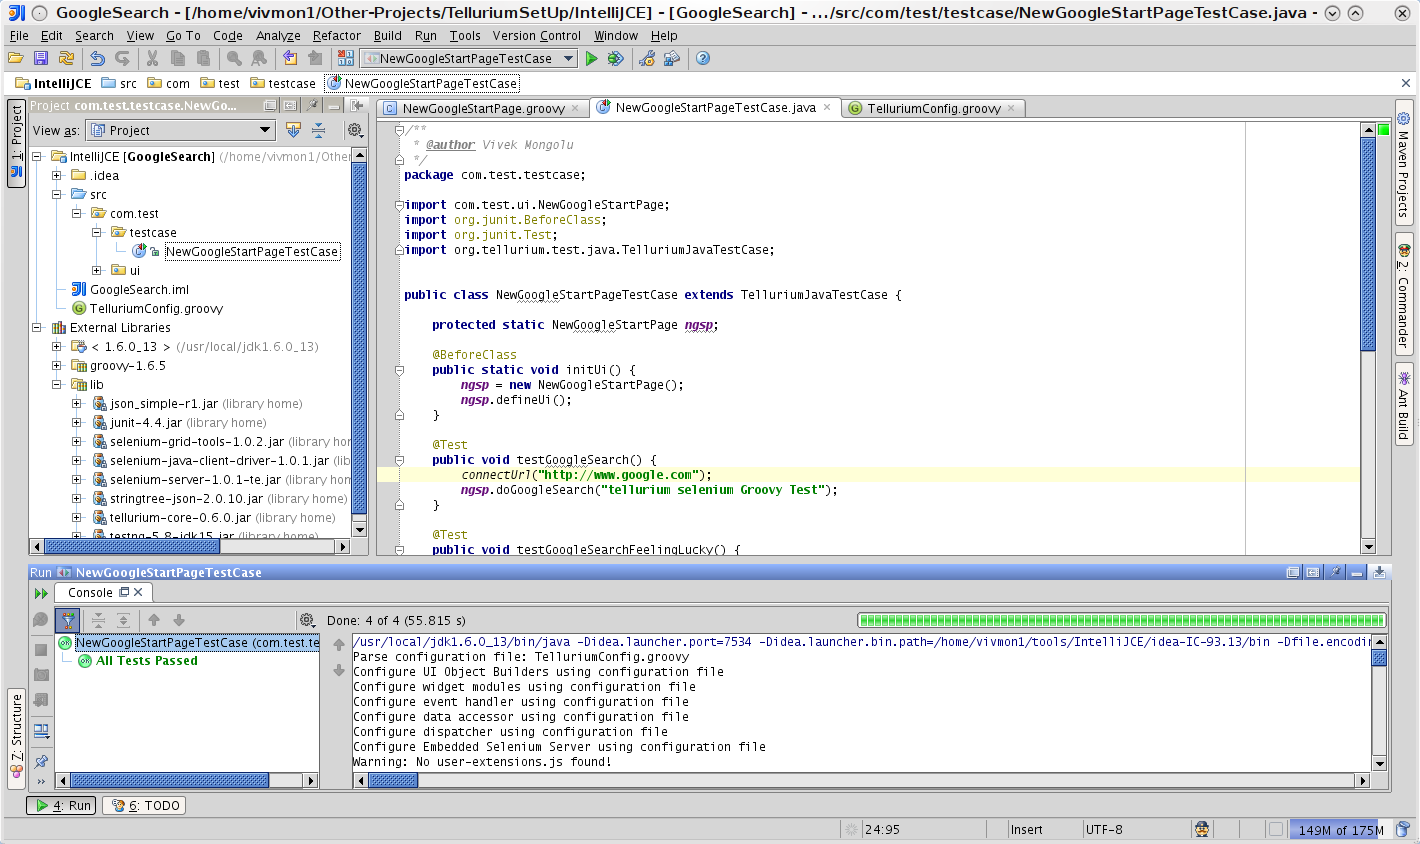 GoogleSearch - [/home/vivmon1/Other-Projects/TelluriumSetUp/IntelliJCE] - [GoogleSearch] - .../src/com/test/testcase/NewGoogleStartPageTestCase.java -
File Edit Search View Go To Code Analyze Refactor Build Run Tools Version Control Window Help
NewGoogleStartPageTestCase
IntelliJCE src com test testcase NewGoogleStartPageTestCase
1: Project
Project com.test.testcase.NewGo...
View as: Project
IntelliJCE [GoogleSearch] (/home/vivmon1/Other
.idea
src
com.test
testcase
NewGoogleStartPageTestCase
ui
GoogleSearch.iml
TelluriumConfig.groovy
External Libraries
< 1.6.0_13 > (/usr/local/jdk1.6.0_13)
groovy-1.6.5
lib
json_simple-r1.jar (library home)
junit-4.4.jar (library home)
selenium-grid-tools-1.0.2.jar (library hor
selenium-java-client-driver-1.0.1.jar (lib
selenium-server-1.0.1-te.jar (library hom
stringtree-json-2.0.10.jar (library home)
tellurium-core-0.6.0.jar (library home)
testng-5.8-jdk15.jar (library home)
NewGoogleStartPage.groovy NewGoogleStartPageTestCase.java TelluriumConfig.groovy
/**
* @author Vivek Mongolu
*/
package com.test.testcase;
import com.test.ui.NewGoogleStartPage;
import org.junit.BeforeClass;
import org.junit.Test;
import org.tellurium.test.java.TelluriumJavaTestCase;
public class NewGoogleStartPageTestCase extends TelluriumJavaTestCase {
protected static NewGoogleStartPage ngsp;
@BeforeClass
public static void initUi() {
ngsp = new NewGoogleStartPage();
ngsp.defineUi();
}
@Test
public void testGoogleSearch() {
connectUrl("http://www.google.com");
ngsp.doGoogleSearch("tellurium selenium Groovy Test");
}
@Test
public void testGoogleSearchFeelingLucky() {
Maven Projects
2: Commander
Ant Build
Run NewGoogleStartPageTestCase
Console
Done: 4 of 4 (55.815 s)
NewGoogleStartPageTestCase (com.test.te
OK All Tests Passed
/usr/local/jdk1.6.0_13/bin/java -Didea.launcher.port=7534 -Didea.launcher.bin.path=/home/vivmon1/tools/IntelliJCE/idea-IC-93.13/bin -Dfile.encodin
Parse configuration file: TelluriumConfig.groovy
Configure UI Object Builders using configuration file
Configure widget modules using configuration file
Configure event handler using configuration file
Configure data accessor using configuration file
Configure dispatcher using configuration file
Configure Embedded Selenium Server using configuration file
Warning: No user-extensions.js found!
Z: Structure
4: Run 6: TODO
24:95 Insert UTF-8 149M of 175M